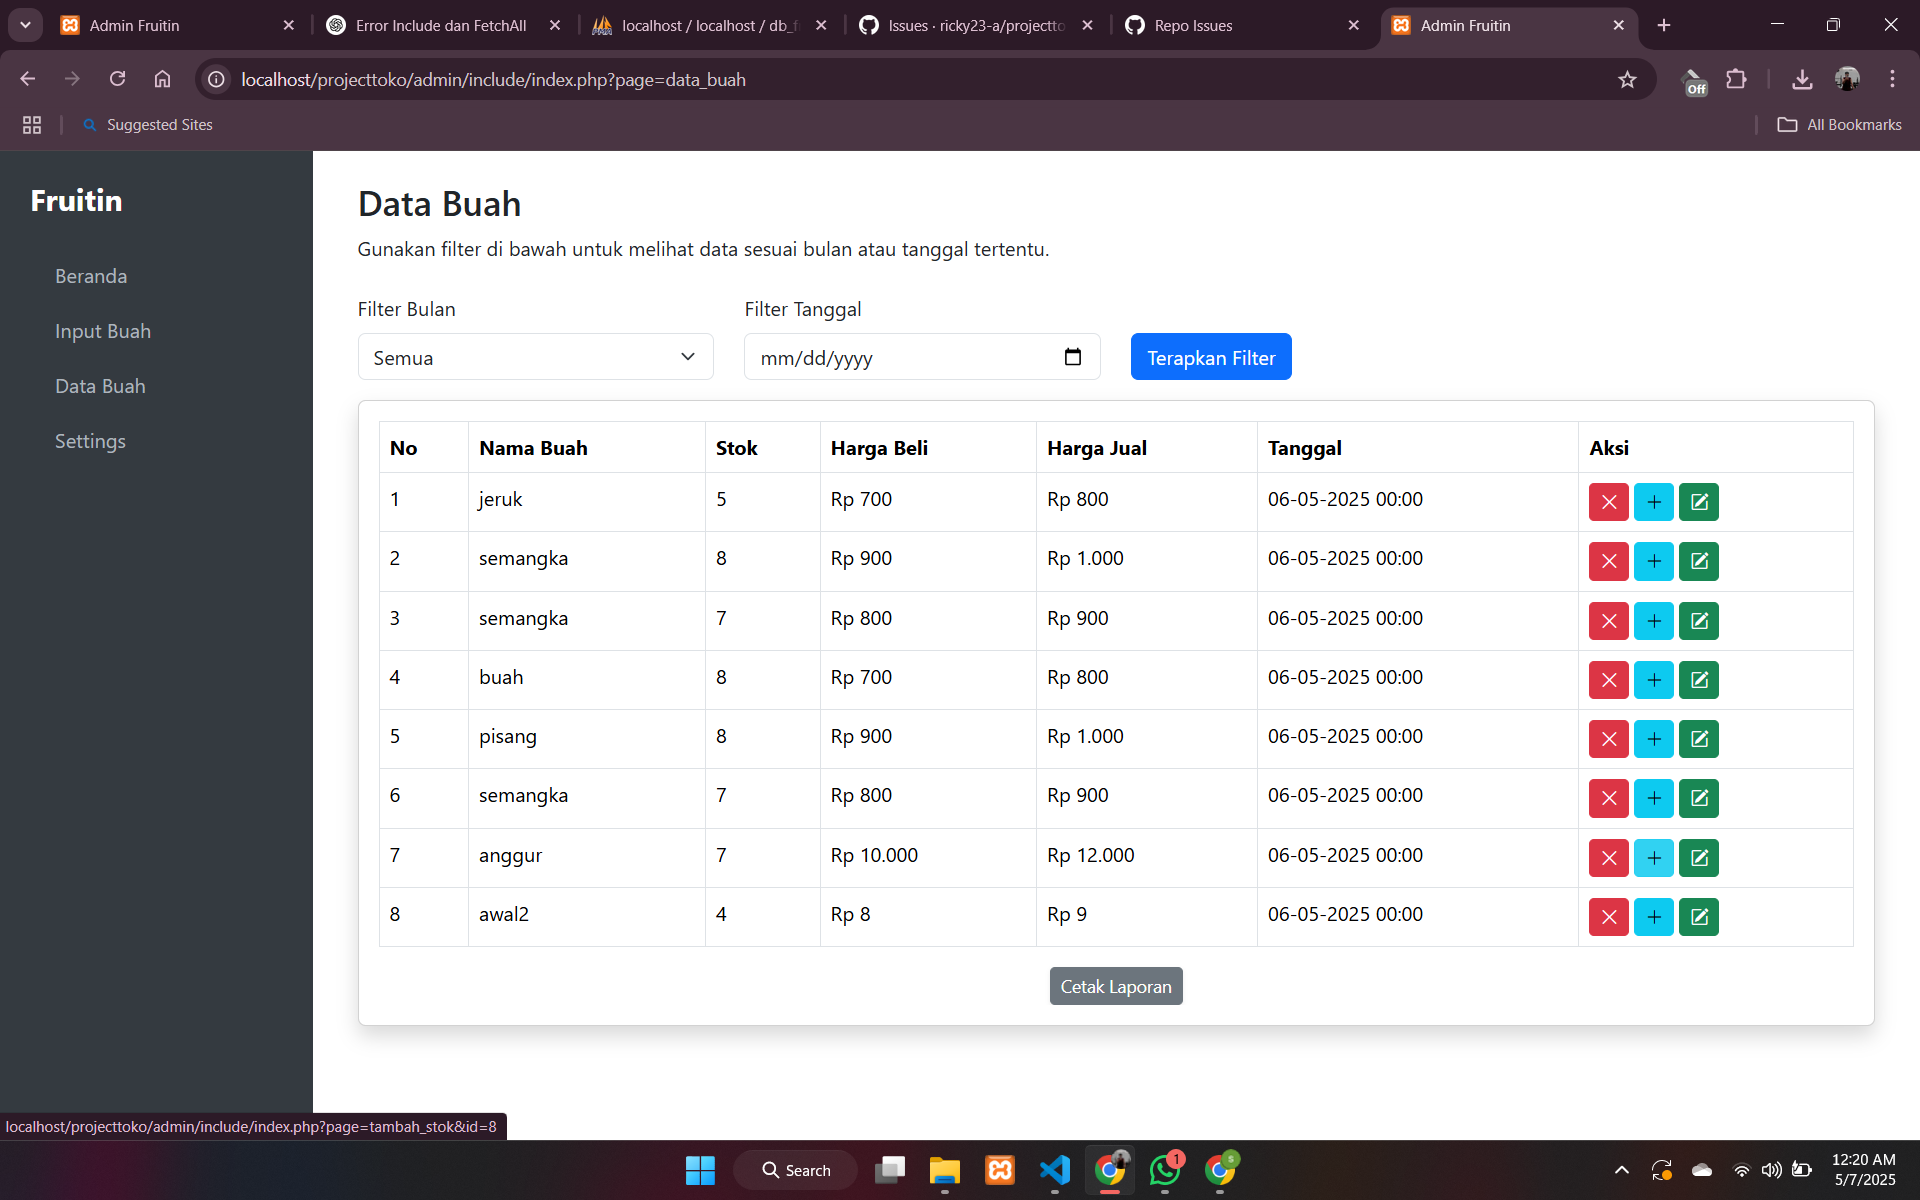 Admin Fruitin
Error Include dan FetchAll
localhost / localhost / db_f
Issues · ricky23-a/projectto
Repo Issues
Admin Fruitin
localhost/projecttoko/admin/include/index.php?page=data_buah
Off
Suggested Sites
All Bookmarks
Fruitin
Beranda
Input Buah
Data Buah
Settings
Data Buah
Gunakan filter di bawah untuk melihat data sesuai bulan atau tanggal tertentu.
Filter Bulan
Filter Tanggal
Semua
mm/dd/yyyy
Terapkan Filter
No Nama Buah Stok Harga Beli Harga Jual Tanggal Aksi
1 jeruk 5 Rp 700 Rp 800 06-05-2025 00:00
2 semangka 8 Rp 900 Rp 1.000 06-05-2025 00:00
3 semangka 7 Rp 800 Rp 900 06-05-2025 00:00
4 buah 8 Rp 700 Rp 800 06-05-2025 00:00
5 pisang 8 Rp 900 Rp 1.000 06-05-2025 00:00
6 semangka 7 Rp 800 Rp 900 06-05-2025 00:00
7 anggur 7 Rp 10.000 Rp 12.000 06-05-2025 00:00
8 awal2 4 Rp 8 Rp 9 06-05-2025 00:00
Cetak Laporan
localhost/projecttoko/admin/include/index.php?page=tambah_stok&id=8
Search
1
s
12:20 AM
5/7/2025